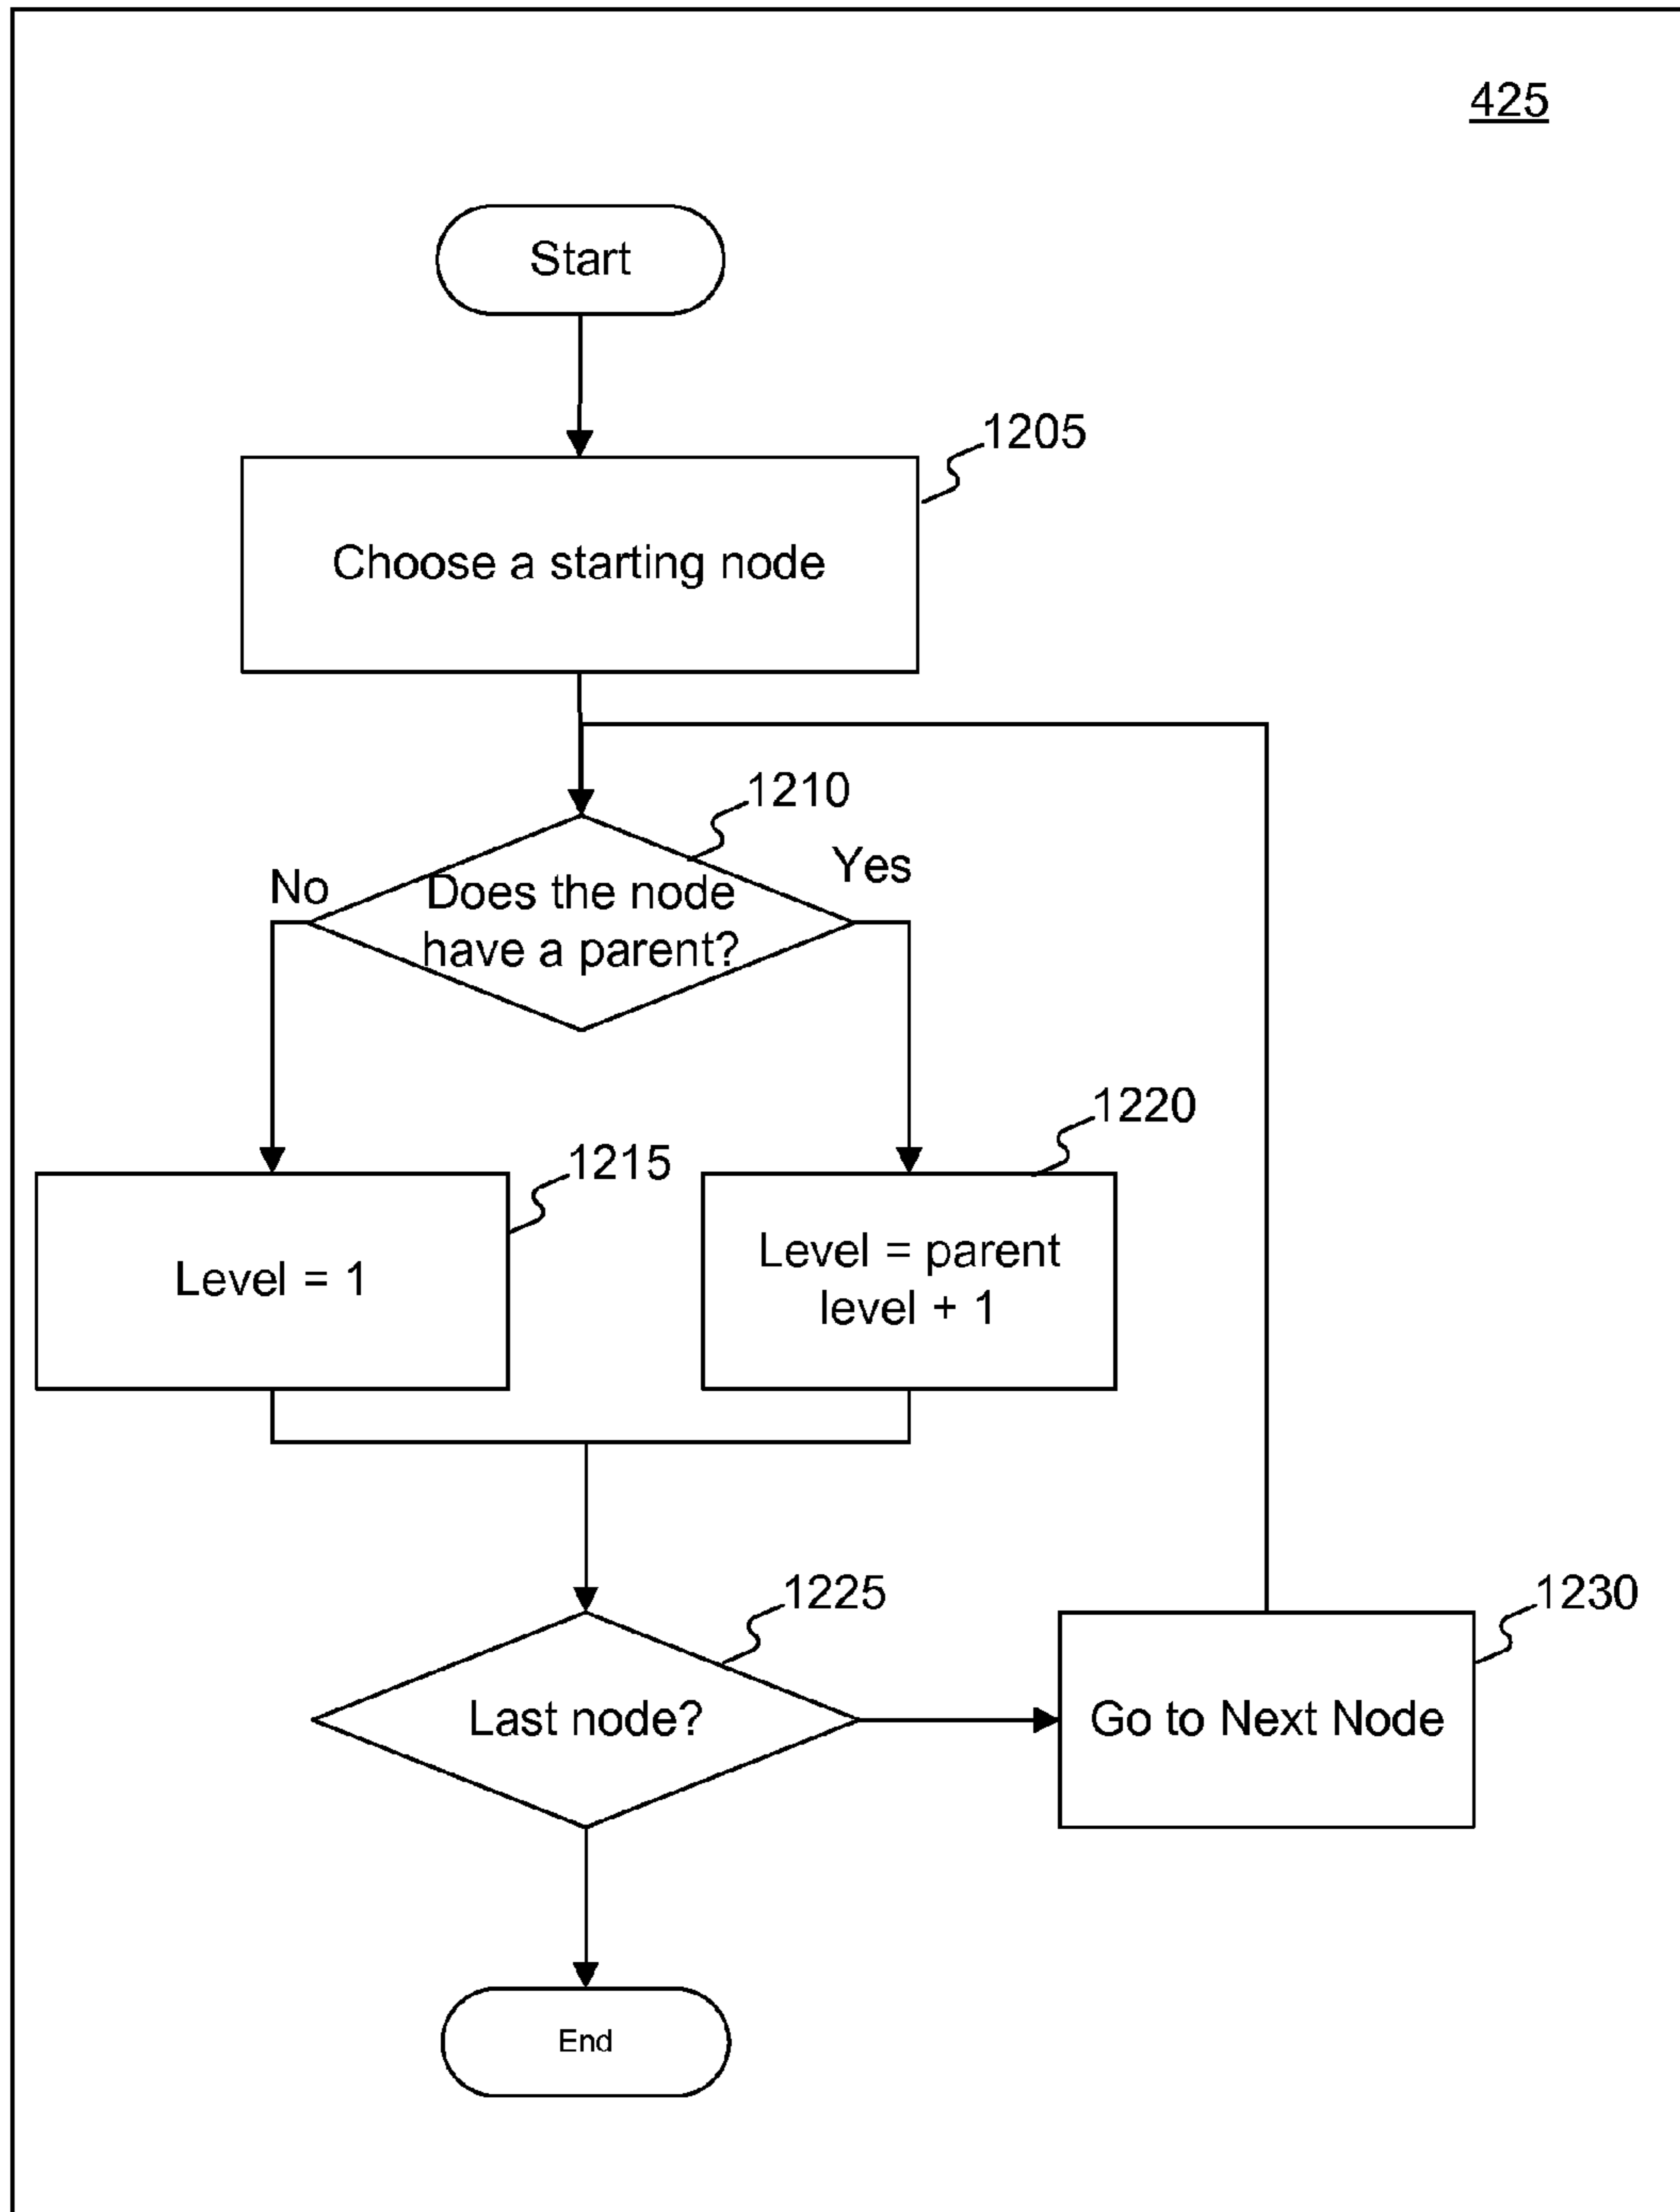 425
Start
1205
Choose a starting node
1210
No
Yes
Does the node
have a parent?
1220
1215
Level = 1
Level = parent
level + 1
1225
1230
Last node?
Go to Next Node
End